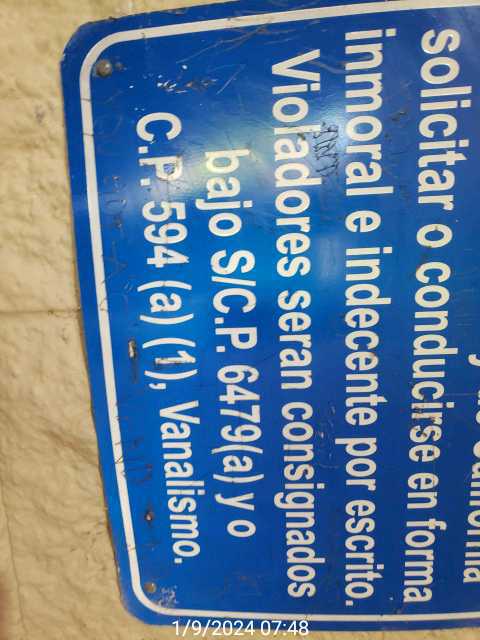 solicitar o conducirse en forma
inmoral e indecente por escrito.
Violadores seran consignados
bajo S/C.P. 6479(a) y o
C.P. 594 (a) (1), Vanalismo.
1/9/2024 07:48